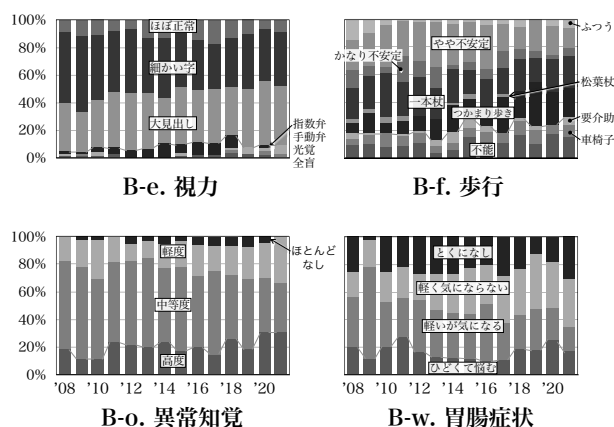 100%
80%
60%
40%
20%
0%
ほぼ正常
細かい字
大見出し
指数弁
手動弁
光覚
全盲
B-e. 視力
ふつう
やや不安定
かなり不安定
松葉杖
一本杖
つかまり歩き
要介助
車椅子
不能
B-f. 歩行
100%
80%
60%
40%
20%
0%
軽度
ほとんど
なし
中等度
高度
'08 '10 '12 '14 '16 '18 '20
B-o. 異常知覚
とくになし
軽く気にならない
軽いが気になる
ひどくて悩む
'08 '10 '12 '14 '16 '18 '20
B-w. 胃腸症状